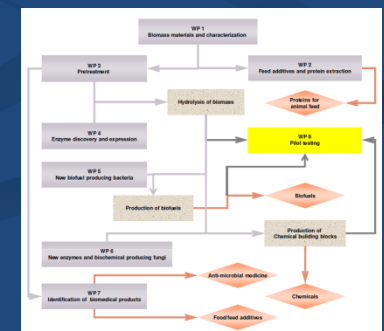 WP 1
Biomass materials and characterization
WP 3
Pretreatment
WP 2
Feed additives and protein extraction
Hydrolysis of biomass
Proteins for
animal feed
WP 4
Enzyme discovery and expression
WP 8
Pilot testing
WP 5
New biofuel producing bacteria
Production of biofuels
Biofuels
WP 6
New enzymes and biochemical producing fungi
Production of
Chemical building blocks
WP 7
Identification of biomedical products
Anti-microbial medicine
Chemicals
Food/feed additives